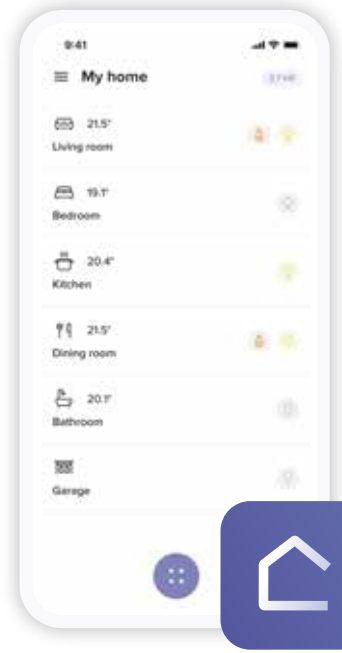 9:41
My home
21.5°
Living room
19.1°
Bedroom
20.4°
Kitchen
21.5°
Dining room
20.1°
Bathroom
Garage